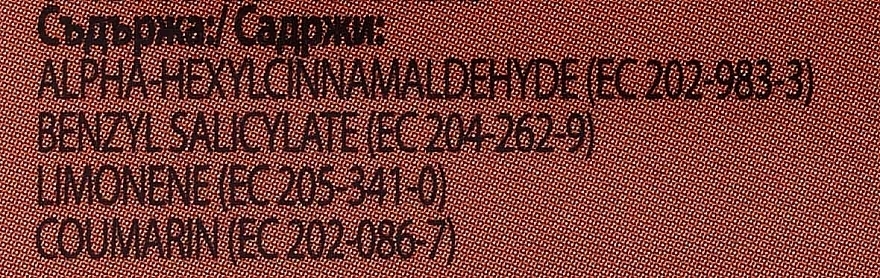 Съдържа:/ Садржи:
ALPHA-HEXYLCINNAMALDEHYDE (EC 202-983-3)
BENZYL SALICYLATE (EC 204-262-9)
LIMONENE (EC 205-341-0)
COUMARIN (EC 202-086-7)